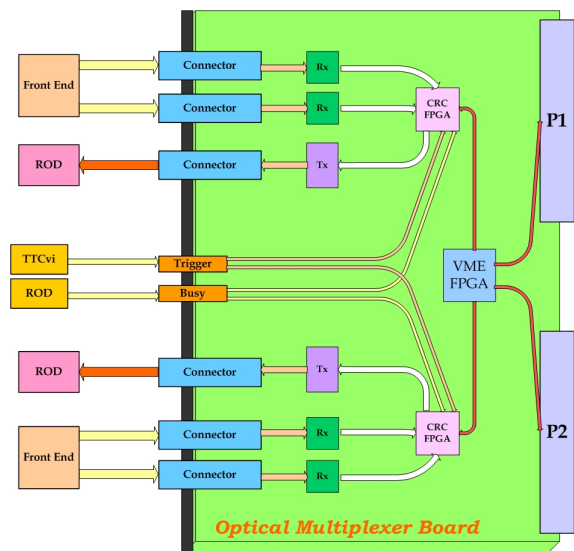 Front End
Connector
Rx
Connector
Rx
CRC
FPGA
P1
ROD
Connector
Tx
TTCvi
Trigger
VME
FPGA
ROD
Busy
ROD
Connector
Tx
Front End
Connector
Rx
CRC
FPGA
P2
Connector
Rx
Optical Multiplexer Board